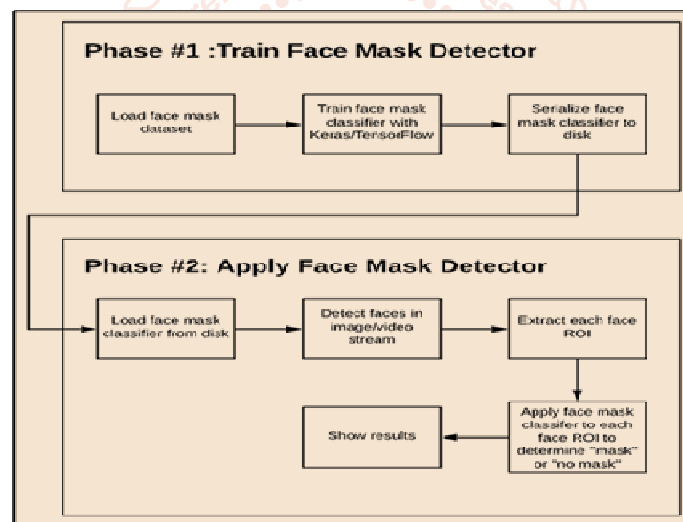 Phase #1 :Train Face Mask Detector
Load face mask
dataset
Train face mask
classifier with
Keras/TensorFlow
Serialize face
mask classifier to
disk
Phase #2: Apply Face Mask Detector
Load face mask
classifier from disk
Detect faces in
image/video
stream
Extract each face
ROI
Apply face mask
classifer to each
face ROI to
determine "mask"
or "no mask"
Show results